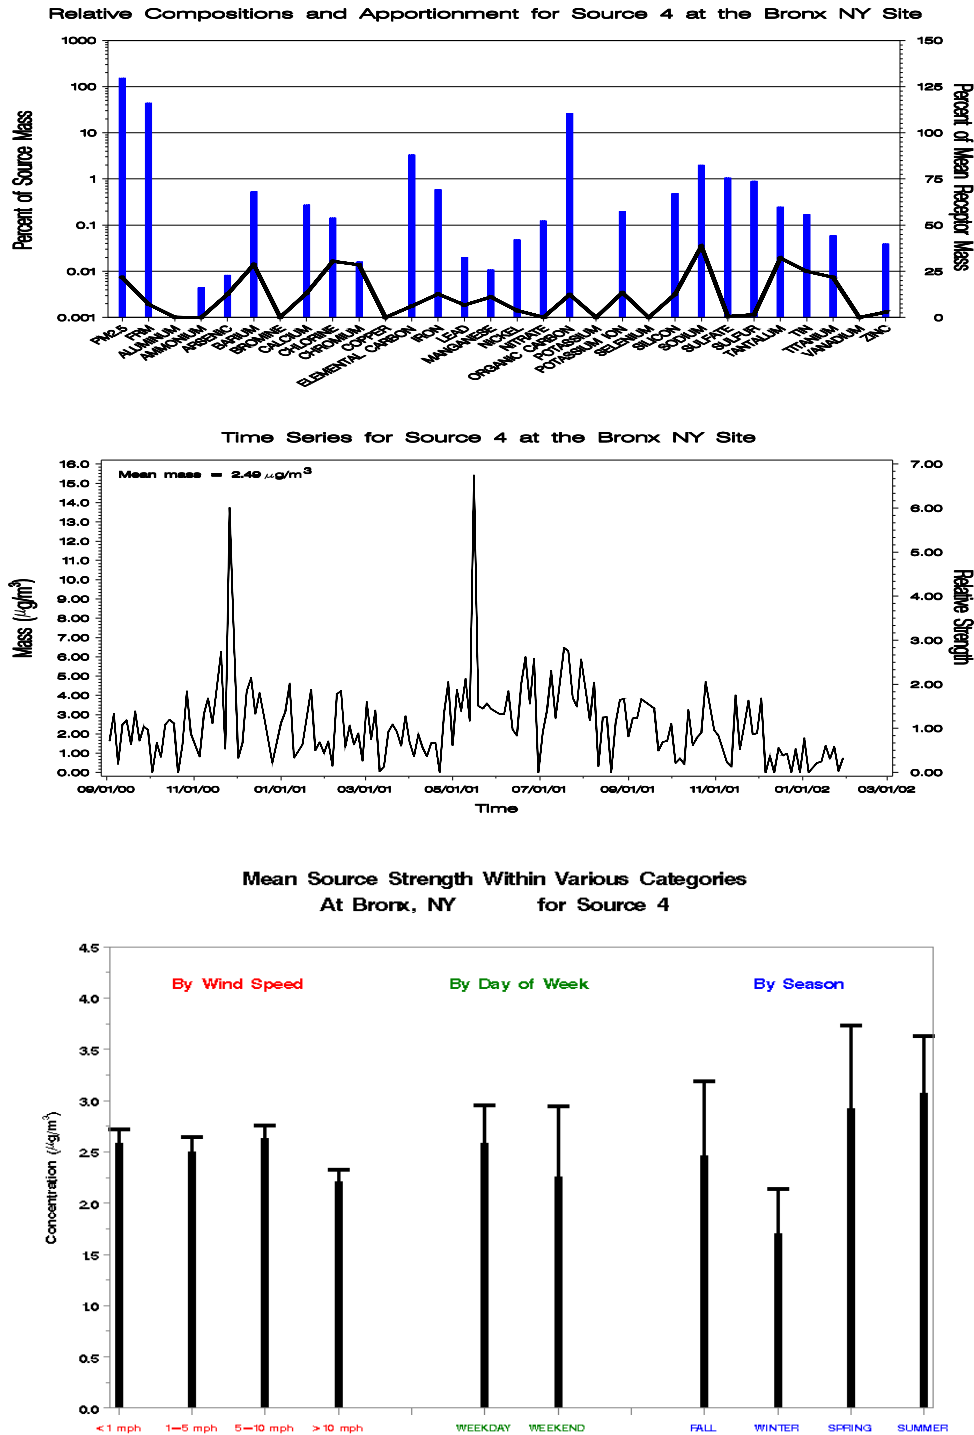 Relative Compositions and Apportionment for Source 4 at the Bronx NY Site
Percent of Source Mass
1000
100
10
1
0.1
0.01
0.001
150
125
100
75
50
25
0
Percent of Mean Receptor Mass
PM2.5
FRM
ALUMINUM
AMMONIUM
ARSENIC
BARIUM
BROMINE
CALCIUM
CHLORINE
CHROMIUM
COPPER
ELEMENTAL CARBON
IRON
LEAD
MANGANESE
NICKEL
NITRATE
ORGANIC CARBON
POTASSIUM
POTASSIUM ION
SELENIUM
SILICON
SODIUM
SULFATE
SULFUR
TANTALUM
TIN
TITANIUM
VANADIUM
ZINC
Time Series for Source 4 at the Bronx NY Site
Mean mass = 2.49 μg/m³
Mass (μg/m³)
16.0
15.0
14.0
13.0
12.0
11.0
10.0
9.00
8.00
7.00
6.00
5.00
4.00
3.00
2.00
1.00
0.00
7.00
6.00
5.00
4.00
3.00
2.00
1.00
0.00
Relative Strength
09/01/00
11/01/00
01/01/01
03/01/01
05/01/01
07/01/01
09/01/01
11/01/01
01/01/02
03/01/02
Time
Mean Source Strength Within Various Categories
At Bronx, NY for Source 4
Concentration (μg/m³)
4.5
4.0
3.5
3.0
2.5
2.0
1.5
1.0
0.5
0.0
By Wind Speed
By Day of Week
By Season
<1 mph
1-5 mph
5-10 mph
>10 mph
WEEKDAY
WEEKEND
FALL
WINTER
SPRING
SUMMER